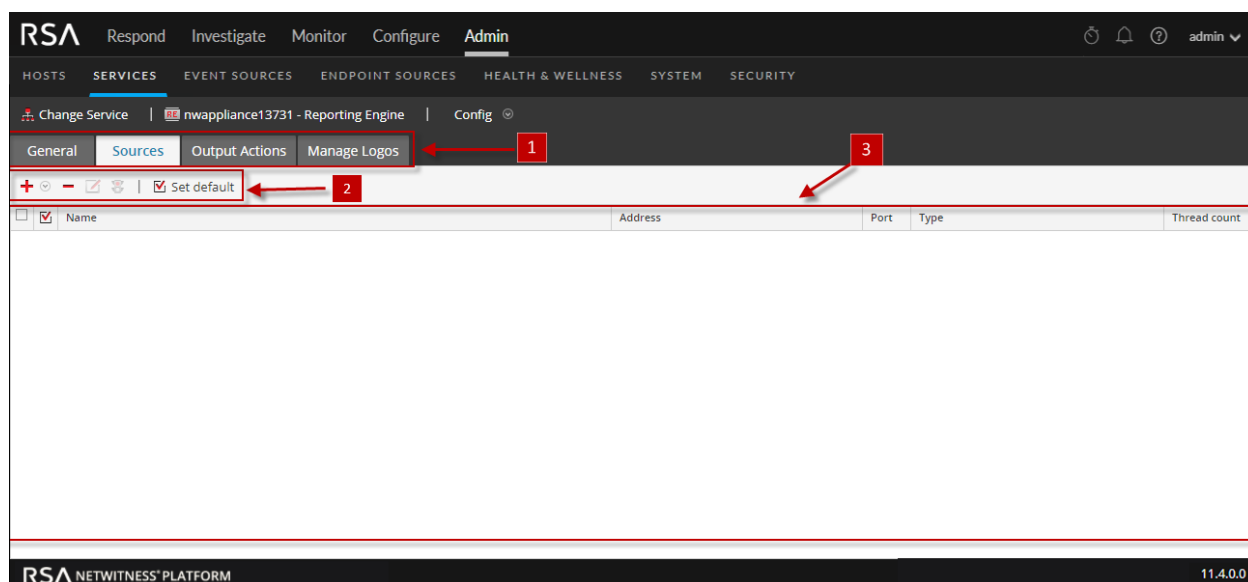 RSA Respond Investigate Monitor Configure Admin admin
HOSTS SERVICES EVENT SOURCES ENDPOINT SOURCES HEALTH & WELLNESS SYSTEM SECURITY
Change Service | RE nwappliance13731 - Reporting Engine | Config
General Sources Output Actions Manage Logos 1 3
Set default 2
Name Address Port Type Thread count
RSA NETWITNESS® PLATFORM 11.4.0.0